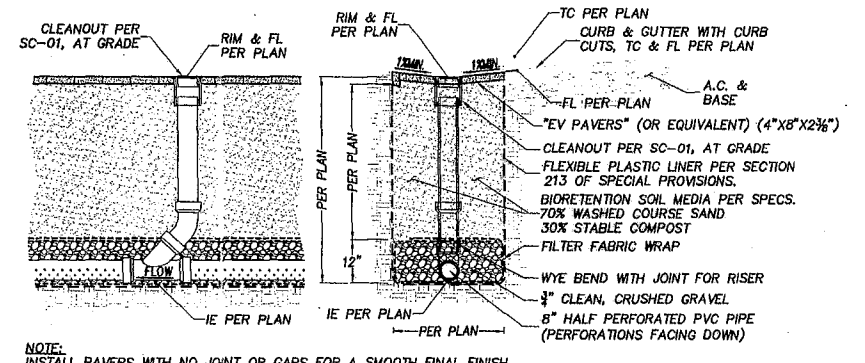 CLEANOUT PER
SC-01, AT GRADE
RIM & FL
PER PLAN
FLOW
IE PER PLAN
RIM & FL
PER PLAN
1%MIN.
1%MIN.
TC PER PLAN
CURB & GUTTER WITH CURB
CUTS, TC & FL PER PLAN
A.C. &
BASE
FL PER PLAN
"EV PAVERS" (OR EQUIVALENT) (4"X8"X2⅜")
CLEANOUT PER SC-01, AT GRADE
FLEXIBLE PLASTIC LINER PER SECTION
213 OF SPECIAL PROVISIONS.
BIORETENTION SOIL MEDIA PER SPECS.
70% WASHED COURSE SAND
30% STABLE COMPOST
FILTER FABRIC WRAP
WYE BEND WITH JOINT FOR RISER
¾" CLEAN, CRUSHED GRAVEL
8" HALF PERFORATED PVC PIPE
(PERFORATIONS FACING DOWN)
PER PLAN
PER PLAN
12"
IE PER PLAN
PER PLAN
NOTE:
INSTALL PAVERS WITH NO JOINT OR GAPS FOR A SMOOTH FINAL FINISH